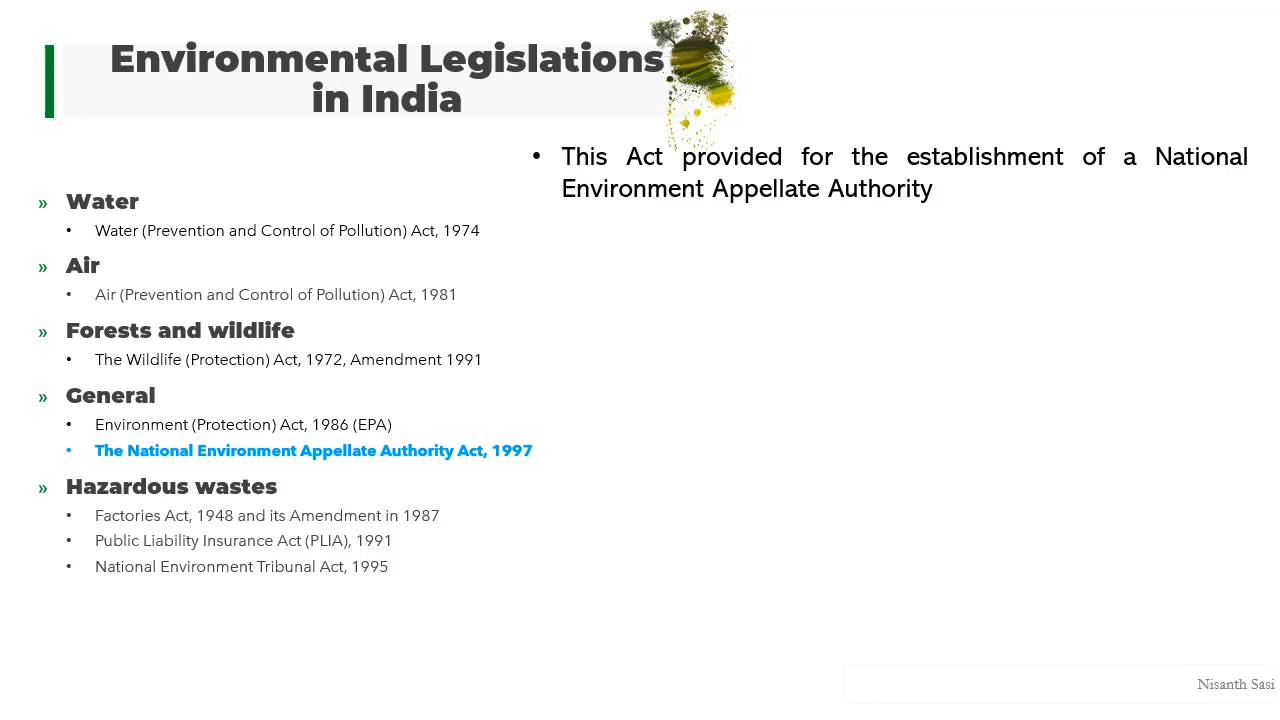 Environmental Legislations
in India
» Water
• Water (Prevention and Control of Pollution) Act, 1974
» Air
• Air (Prevention and Control of Pollution) Act, 1981
» Forests and wildlife
• The Wildlife (Protection) Act, 1972, Amendment 1991
» General
• Environment (Protection) Act, 1986 (EPA)
• The National Environment Appellate Authority Act, 1997
» Hazardous wastes
• Factories Act, 1948 and its Amendment in 1987
• Public Liability Insurance Act (PLIA), 1991
• National Environment Tribunal Act, 1995
• This Act provided for the establishment of a National
Environment Appellate Authority
Nisanth Sasi